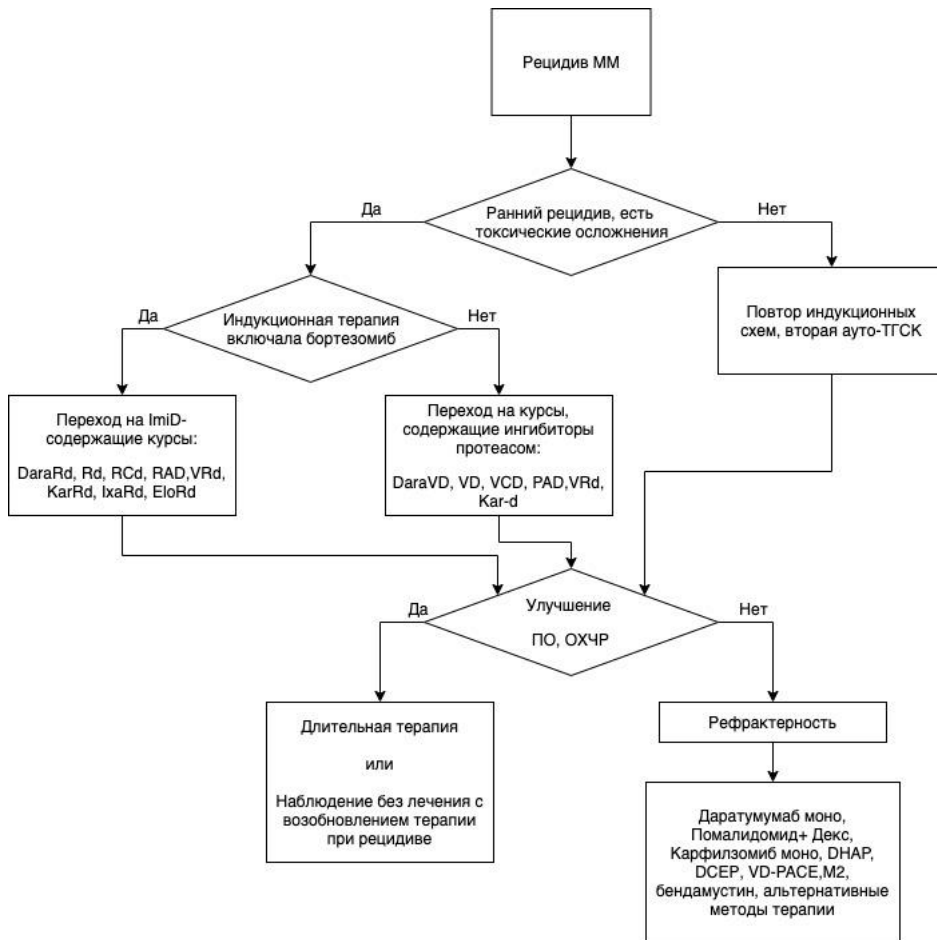 Рецидив ММ
Да
Ранний рецидив, есть
токсические осложнения
Нет
Да
Индукционная терапия
включала бортезомиб
Нет
Повтор индукционных
схем, вторая ауто-ТГСК
Переход на ImiD-
содержащие курсы:
DaraRd, Rd, RCd, RAD,VRd,
KarRd, IxaRd, EloRd
Переход на курсы,
содержащие ингибиторы
протеасом:
DaraVD, VD, VCD, PAD,VRd,
Kar-d
Да
Улучшение
ПО, ОХЧР
Нет
Длительная терапия
или
Наблюдение без лечения с
возобновлением терапии
при рецидиве
Рефрактерность
Даратумумаб моно,
Помалидомид+ Декс,
Карфилзомиб моно, DHAP,
DCEP, VD-PACE,M2,
бендамустин, альтернативные
методы терапии